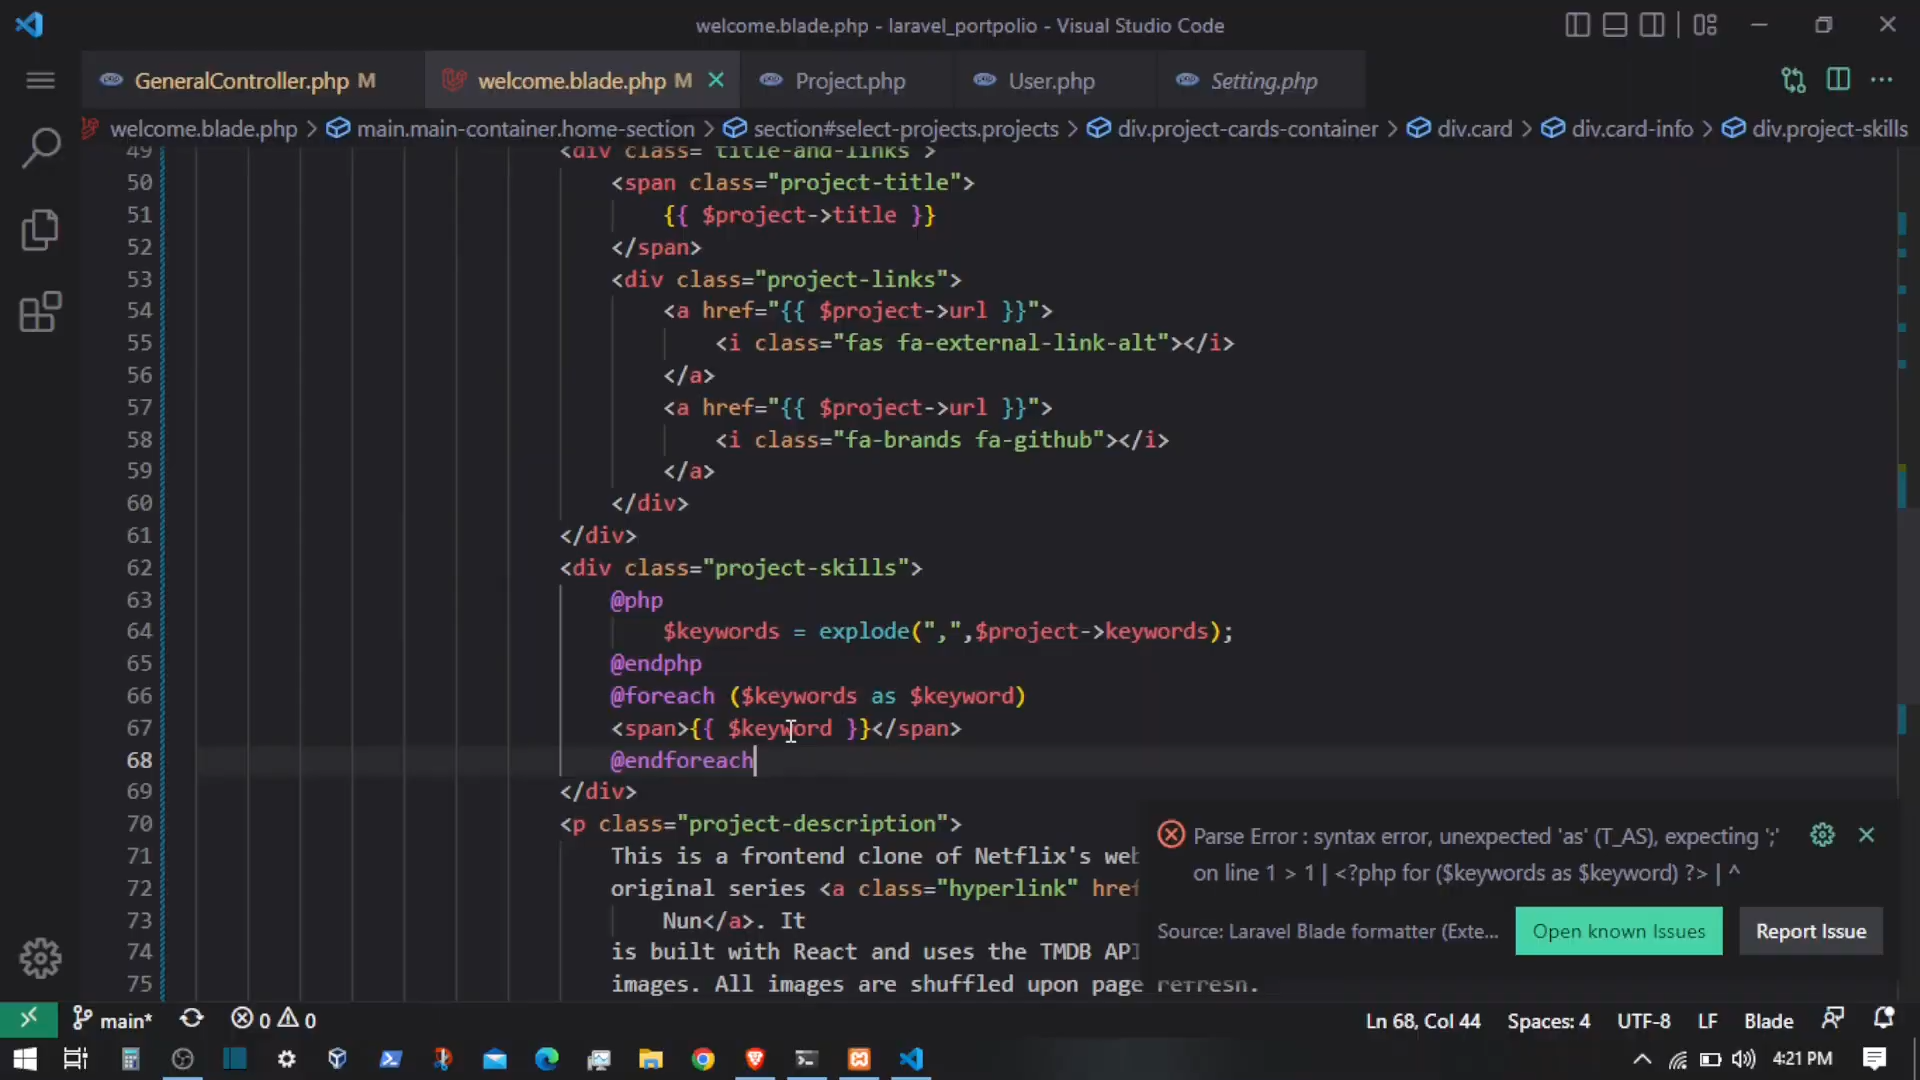 welcome.blade.php - laravel_portpolio - Visual Studio Code
GeneralController.php M
welcome.blade.php M
Project.php
User.php
Setting.php
welcome.blade.php > main.main-container.home-section > section#select-projects.projects > div.project-cards-container > div.card > div.card-info > div.project-skills
49 <div class="title-and-links">
50 <span class="project-title">
51 {{ $project->title }}
52 </span>
53 <div class="project-links">
54 <a href="{{ $project->url }}">
55 <i class="fas fa-external-link-alt"></i>
56 </a>
57 <a href="{{ $project->url }}">
58 <i class="fa-brands fa-github"></i>
59 </a>
60 </div>
61 </div>
62 <div class="project-skills">
63 @php
64 $keywords = explode(",",$project->keywords);
65 @endphp
66 @foreach ($keywords as $keyword)
67 <span>{{ $keyword }}</span>
68 @endforeach
69 </div>
70 <p class="project-description">
71 This is a frontend clone of Netflix's web
72 original series <a class="hyperlink" href
73 Nun</a>. It
74 is built with React and uses the TMDB API
75 images. All images are shuffled upon page refresh.
Parse Error : syntax error, unexpected 'as' (T_AS), expecting ';'
on line 1 > 1 | <?php for ($keywords as $keyword) ?> | ^
Source: Laravel Blade formatter (Exte...
Open known Issues
Report Issue
main*
0
0
Ln 68, Col 44
Spaces: 4
UTF-8
LF
Blade
4:21 PM